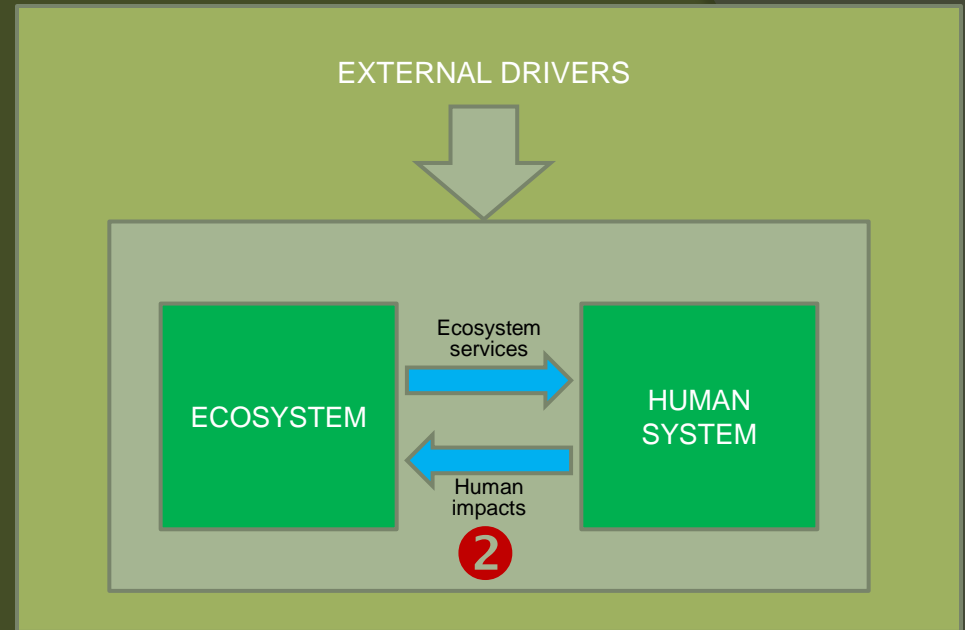 EXTERNAL DRIVERS
Ecosystem
services
ECOSYSTEM
HUMAN
SYSTEM
Human
impacts
2